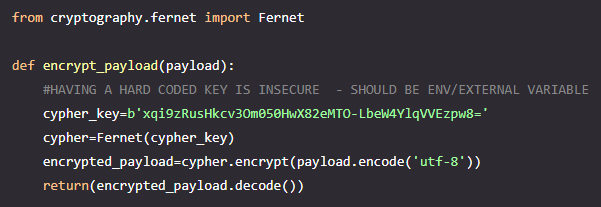 from cryptography.fernet import Fernet
def encrypt_payload(payload):
#HAVING A HARD CODED KEY IS INSECURE  - SHOULD BE ENV/EXTERNAL VARIABLE
cypher_key=b'xqi9zRusHkcv3Om050HwX82eMTO-LbeW4YlqVVEzpw8='
cypher=Fernet(cypher_key)
encrypted_payload=cypher.encrypt(payload.encode('utf-8'))
return(encrypted_payload.decode())